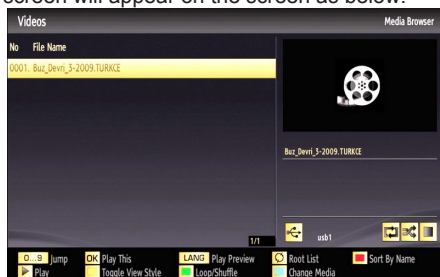 screen will appear on the screen as below.
Videos Media Browser
No File Name
0001. Buz_Devri_3-2009.TURKCE
Buz_Devri_3-2009.TURKCE
1/1
usb1
0...9 Jump OK Play This LANG Play Preview Root List Sort By Name
Play Toggle View Style Loop/Shuffle Change Media